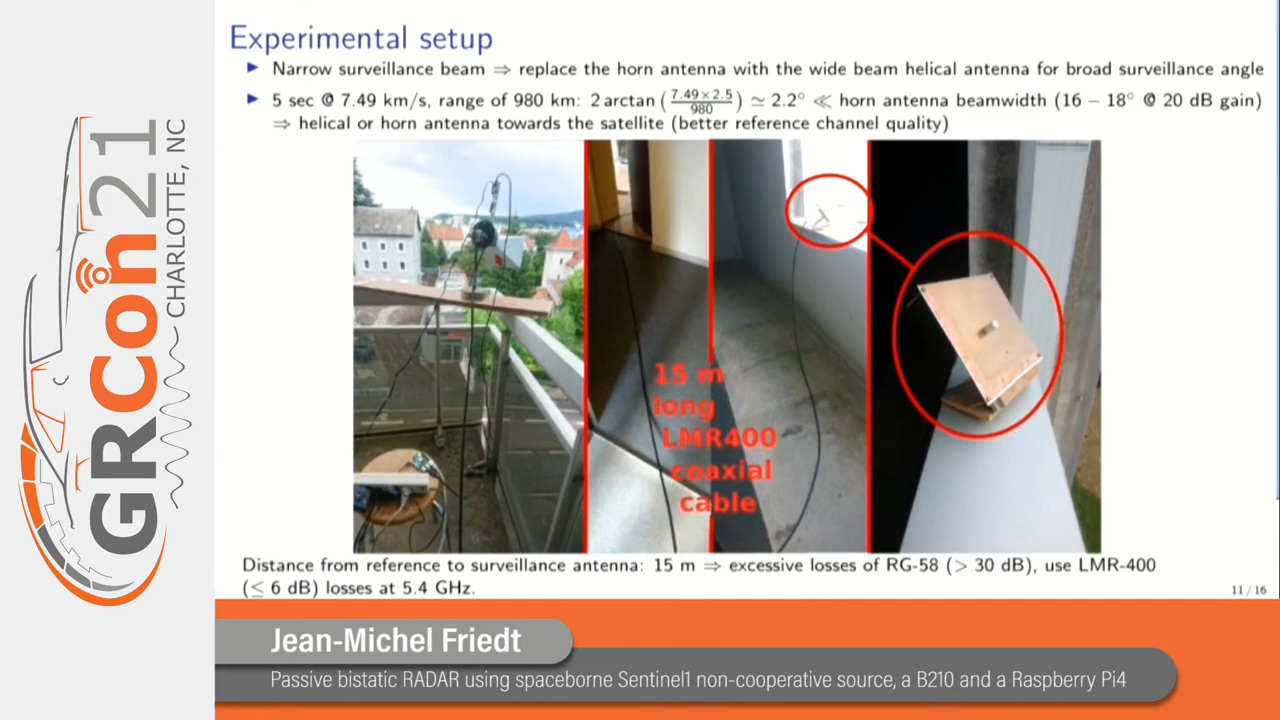 Experimental setup
▶ Narrow surveillance beam ⇒ replace the horn antenna with the wide beam helical antenna for broad surveillance angle
▶ 5 sec @ 7.49 km/s, range of 980 km: 2 arctan (7.49×2.5/980) ≃ 2.2° ≪ horn antenna beamwidth (16 – 18° @ 20 dB gain)
⇒ helical or horn antenna towards the satellite (better reference channel quality)
15 m
long
LMR400
coaxial
cable
Distance from reference to surveillance antenna: 15 m ⇒ excessive losses of RG-58 (> 30 dB), use LMR-400
(≤ 6 dB) losses at 5.4 GHz.
11 / 16
GRCon21
CHARLOTTE, NC
Jean-Michel Friedt
Passive bistatic RADAR using spaceborne Sentinel1 non-cooperative source, a B210 and a Raspberry Pi4